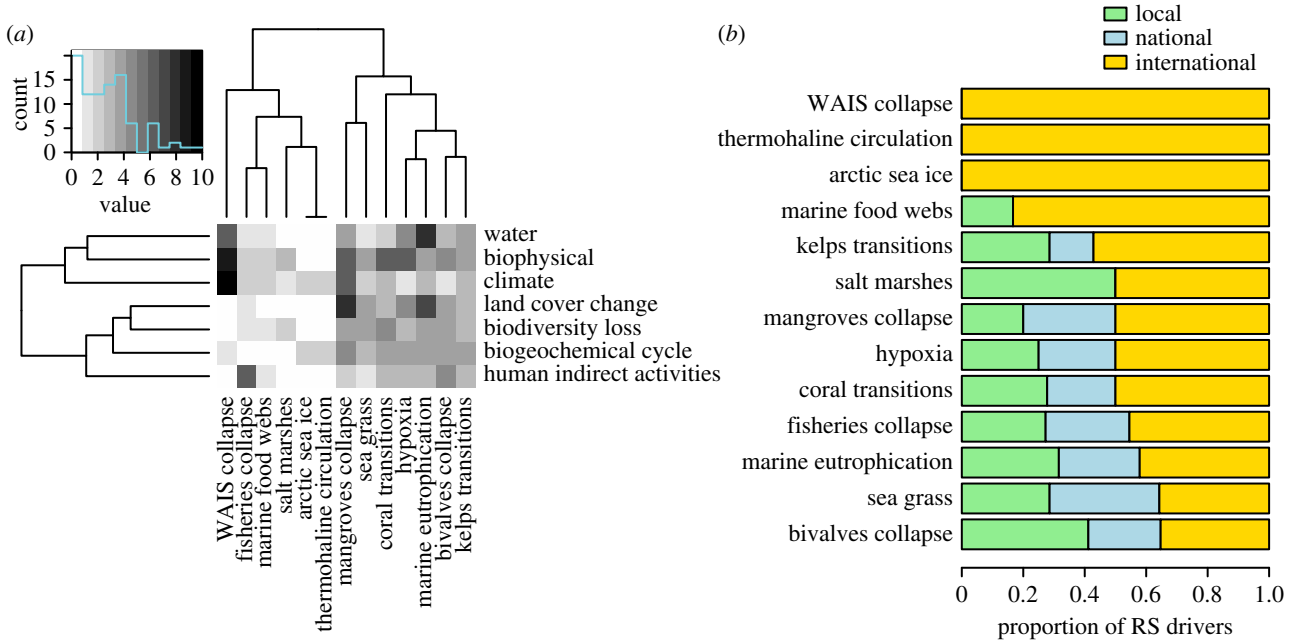 (a)
count
15
10
5
0
0 2 4 6 8 10
value
water
biophysical
climate
land cover change
biodiversity loss
biogeochemical cycle
human indirect activities
WAIS collapse
fisheries collapse
marine food webs
salt marshes
arctic sea ice
thermohaline circulation
mangroves collapse
sea grass
coral transitions
hypoxia
marine eutrophication
bivalves collapse
kelps transitions
(b)
local
national
international
WAIS collapse
thermohaline circulation
arctic sea ice
marine food webs
kelps transitions
salt marshes
mangroves collapse
hypoxia
coral transitions
fisheries collapse
marine eutrophication
sea grass
bivalves collapse
0 0.2 0.4 0.6 0.8 1.0
proportion of RS drivers